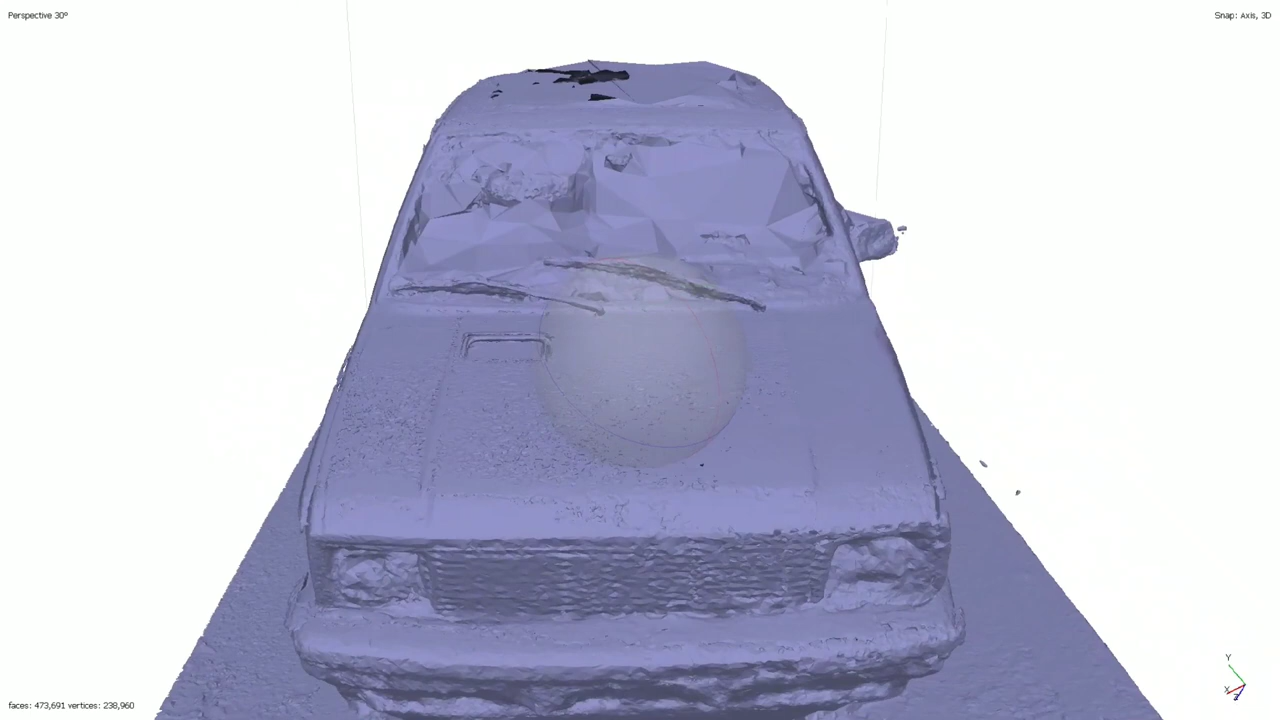 Perspective 30°
Snap: Axis, 3D
Y
X
Z
faces: 473,691 vertices: 238,960